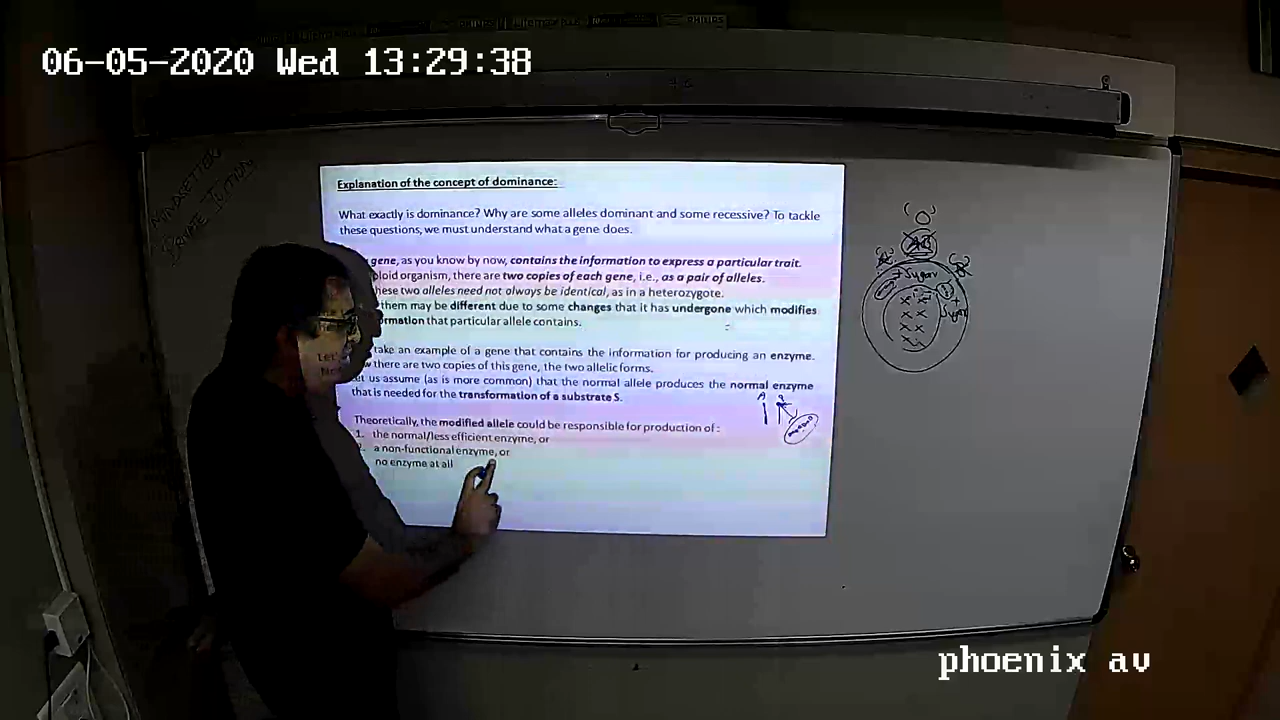 06-05-2020 Wed 13:29:38
PHILIPS
MINDSETTER
PRIVATE TUITION
Explanation of the concept of dominance:
What exactly is dominance? Why are some alleles dominant and some recessive? To tackle
these questions, we must understand what a gene does.
gene, as you know by now, contains the information to express a particular trait.
loid organism, there are two copies of each gene, i.e., as a pair of alleles.
hese two alleles need not always be identical, as in a heterozygote.
them may be different due to some changes that it has undergone which modifies
ormation that particular allele contains.
take an example of a gene that contains the information for producing an enzyme.
there are two copies of this gene, the two allelic forms.
et us assume (as is more common) that the normal allele produces the normal enzyme
that is needed for the transformation of a substrate S.
Theoretically, the modified allele could be responsible for production of :
1. the normal/less efficient enzyme, or
a non-functional enzyme, or
no enzyme at all
A a
+ Sugar
+
Sugar
phoenix av